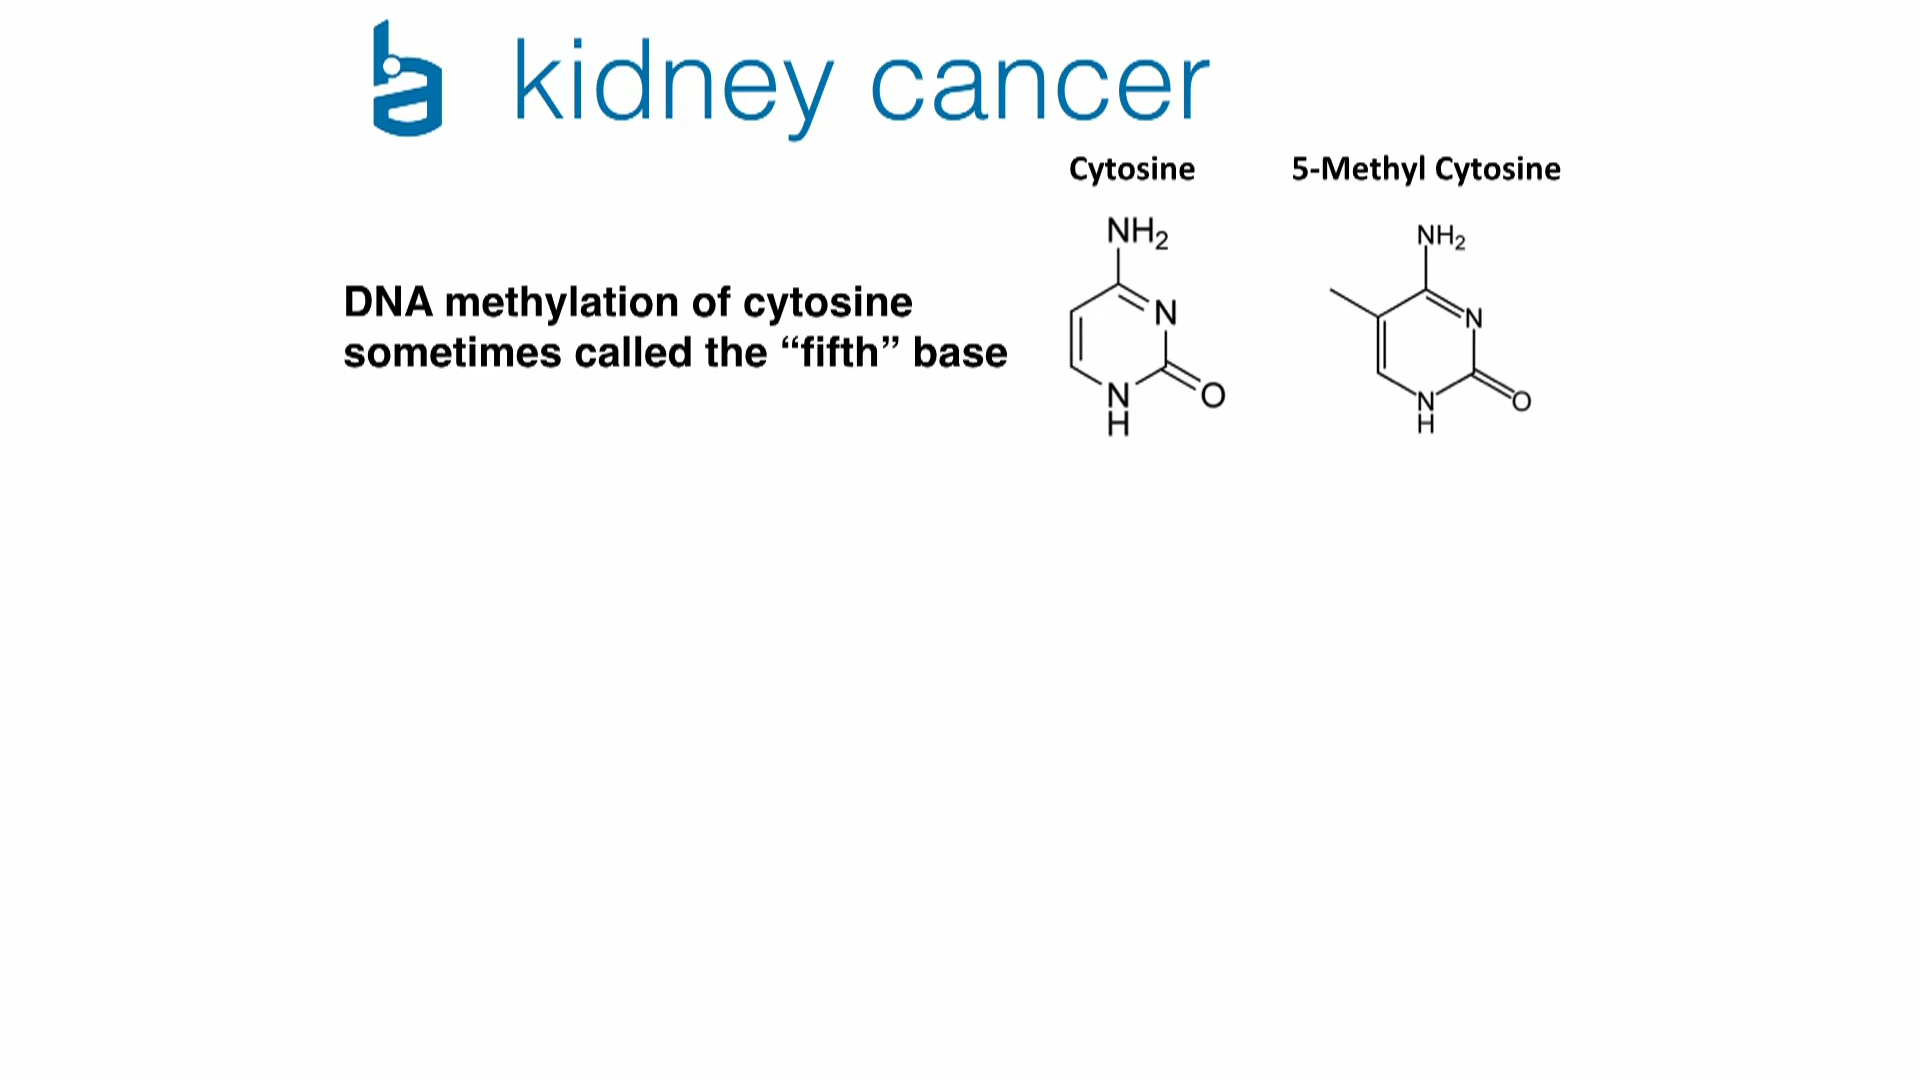 kidney cancer
Cytosine
5-Methyl Cytosine
DNA methylation of cytosine
sometimes called the “fifth” base
NH2
N
N
H
O
NH2
N
N
H
O